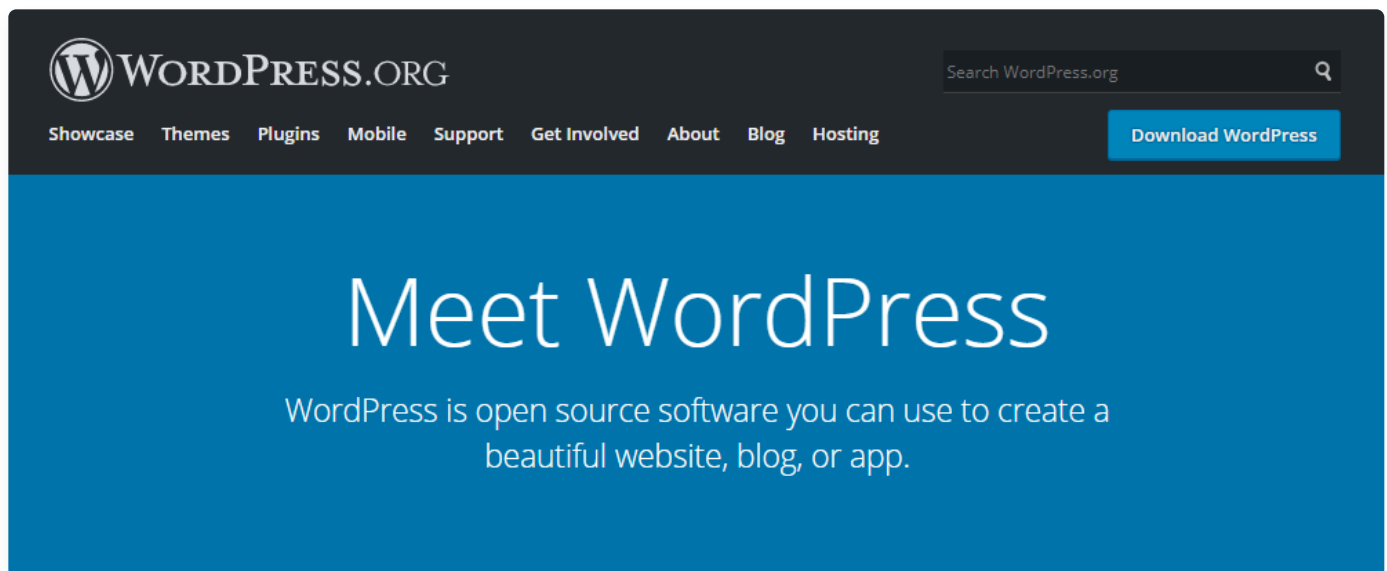 WORDPRESS.ORG
Search WordPress.org
Showcase Themes Plugins Mobile Support Get Involved About Blog Hosting
Download WordPress
Meet WordPress
WordPress is open source software you can use to create a
beautiful website, blog, or app.